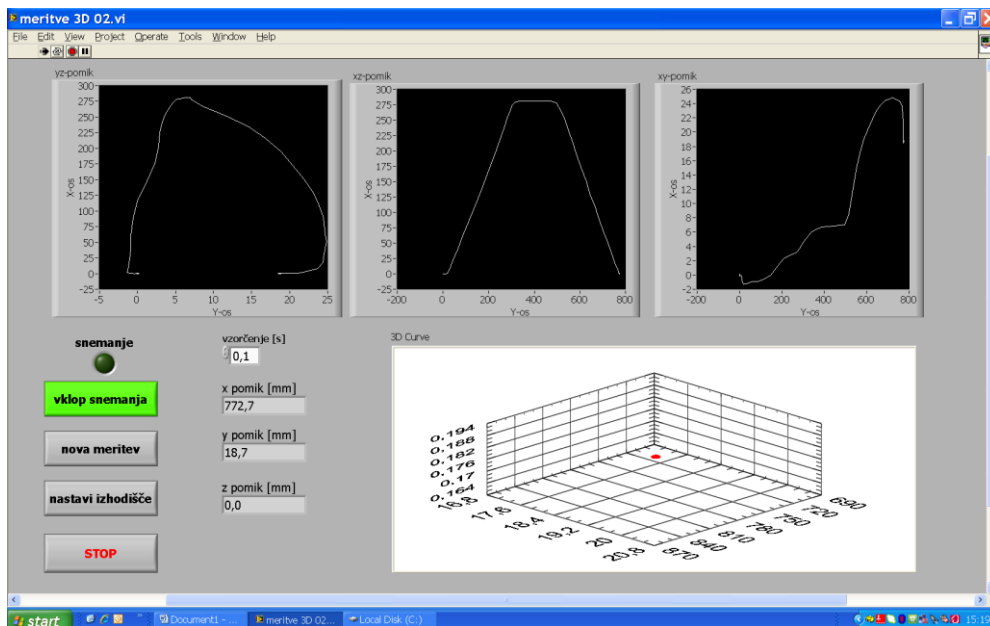 meritve 3D 02.vi
File Edit View Project Operate Tools Window Help
yz-pomik
300
275
250
225
200
175
150
125
100
75
50
25
0
-25
X-os
-5 0 5 10 15 20 25
Y-os
xz-pomik
300
275
250
225
200
175
150
125
100
75
50
25
0
-25
X-os
-200 0 200 400 600 800
Y-os
xy-pomik
26
24
22
20
18
16
14
12
10
8
6
4
2
0
-2
X-os
-200 0 200 400 600 800
Y-os
snemanje
vklop snemanja
nova meritev
nastavi izhodišče
STOP
vzorčenje [s]
0,1
x pomik [mm]
772,7
y pomik [mm]
18,7
z pomik [mm]
0,0
3D Curve
0,194
0,188
0,182
0,176
0,17
0,164
16,8
17,6
18,4
19,2
20
20,8
870
840
810
780
750
720
690
start
Document1 - ...
meritve 3D 02...
Local Disk (C:)
15:19